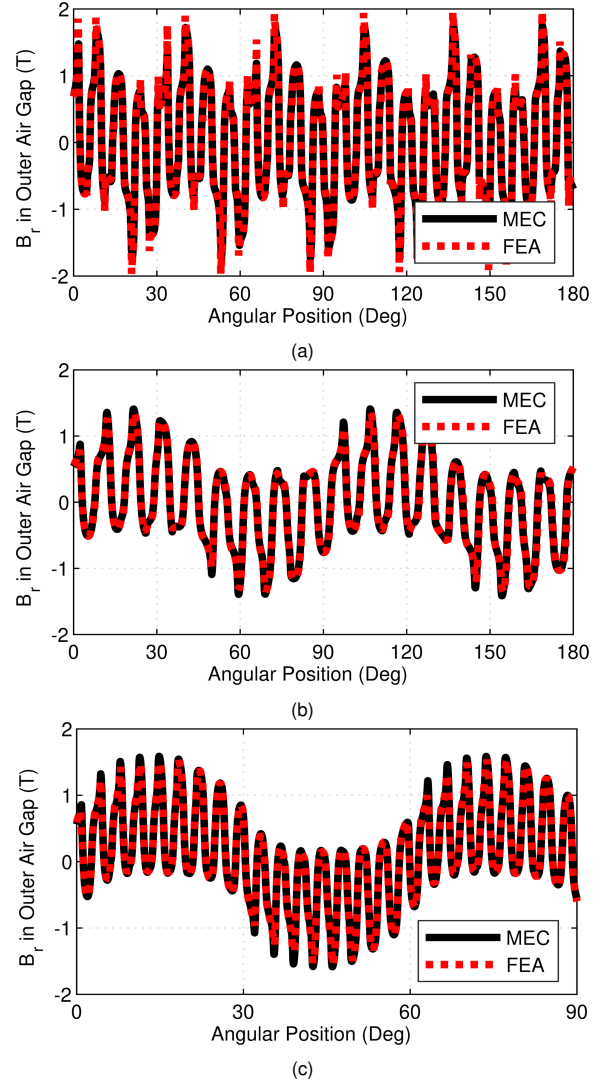 2
1
0
-1
-2
B_r in Outer Air Gap (T)
MEC
FEA
0 30 60 90 120 150 180
Angular Position (Deg)
(a)
2
1
0
-1
-2
B_r in Outer Air Gap (T)
MEC
FEA
0 30 60 90 120 150 180
Angular Position (Deg)
(b)
2
1
0
-1
-2
B_r in Outer Air Gap (T)
MEC
FEA
0 30 60 90
Angular Position (Deg)
(c)